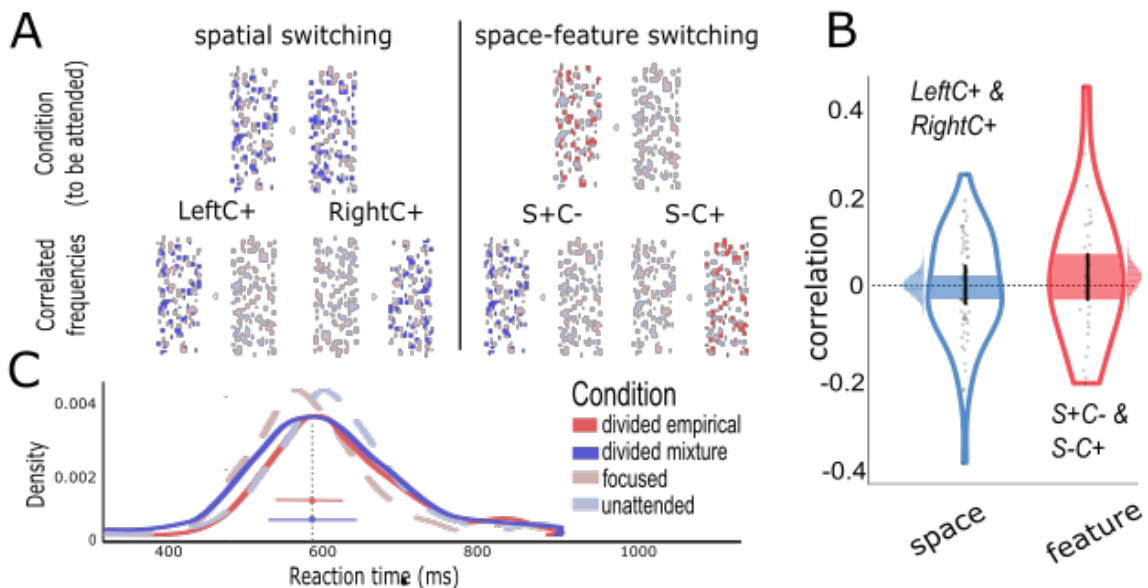 A
spatial switching
space-feature switching
Condition
(to be attended)
LeftC+
RightC+
S+C-
S-C+
Correlated
frequencies
B
LeftC+ &
RightC+
correlation
0.4
0.2
0
-0.2
-0.4
S+C- &
S-C+
space
feature
C
Density
0.004
0.002
0
400
600
800
1000
Reaction time (ms)
Condition
divided empirical
divided mixture
focused
unattended